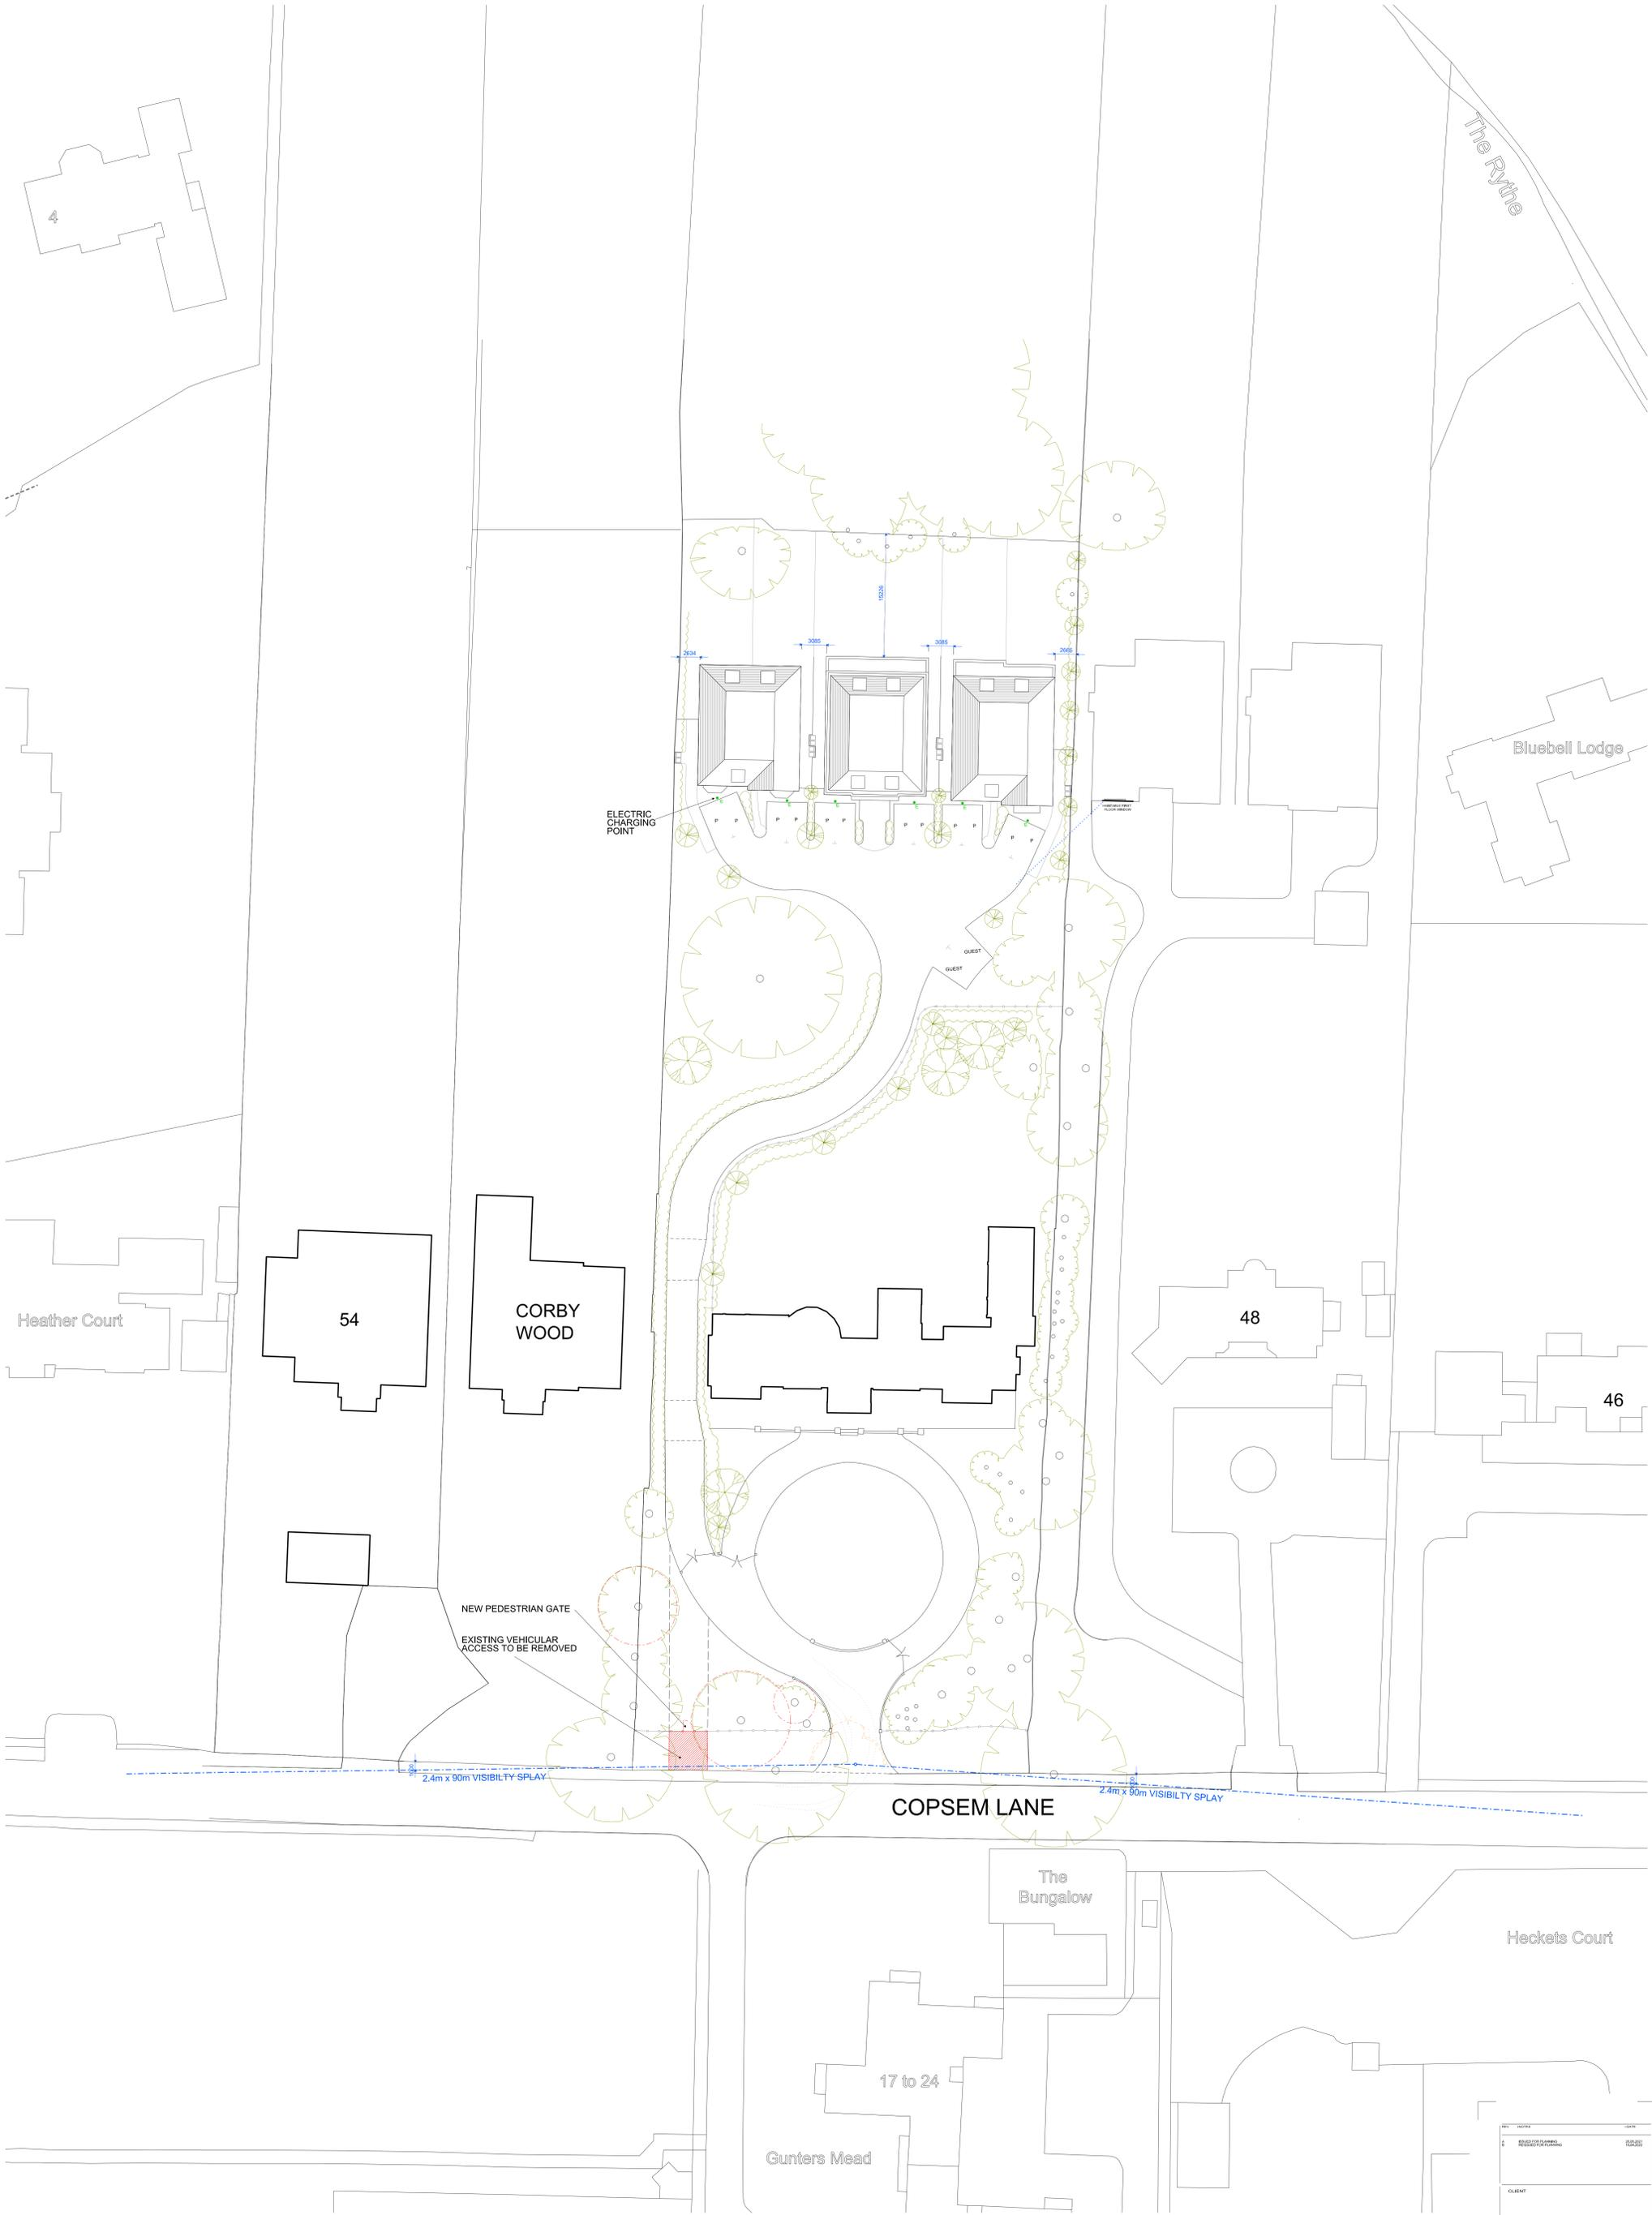 The Rythe
4
15226
3085
3085
2634
2665
Bluebell Lodge
ELECTRIC
CHARGING
POINT
P
P
P
P
P
P
P
P
P
P
P
P
GUEST
GUEST
CORBY
WOOD
54
Heather Court
48
46
NEW PEDESTRIAN GATE
EXISTING VEHICULAR
ACCESS TO BE REMOVED
2.4m x 90m VISIBILTY SPLAY
2.4m x 90m VISIBILTY SPLAY
COPSEM LANE
The
Bungalow
Heckets Court
17 to 24
Gunters Mead
CLIENT